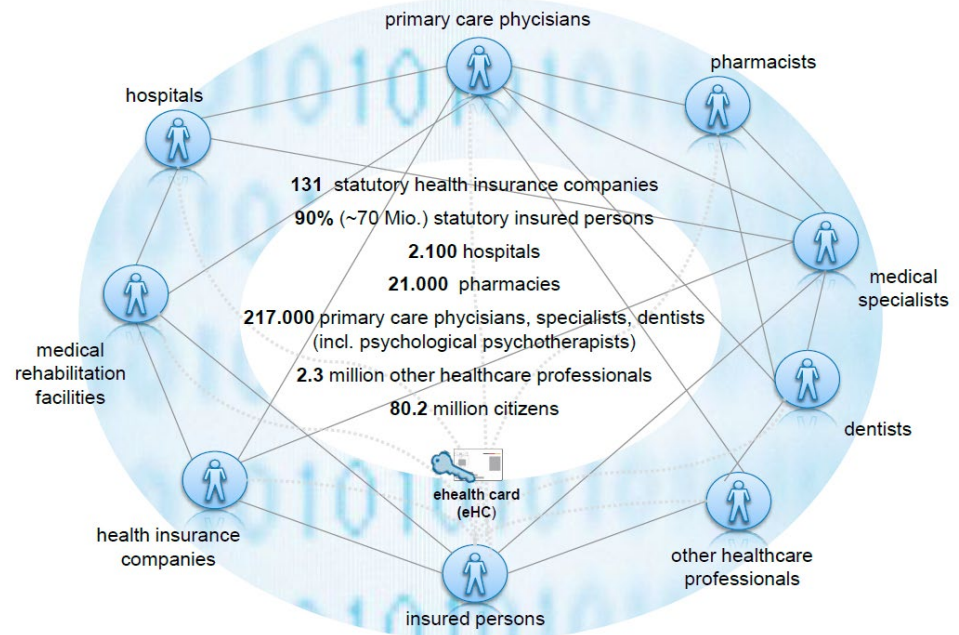 primary care phycisians
pharmacists
hospitals
131 statutory health insurance companies
90% (~70 Mio.) statutory insured persons
2.100 hospitals
21.000 pharmacies
217.000 primary care phycisians, specialists, dentists
(incl. psychological psychotherapists)
2.3 million other healthcare professionals
80.2 million citizens
medical
specialists
medical
rehabilitation
facilities
dentists
ehealth card
(eHC)
health insurance
companies
other healthcare
professionals
insured persons